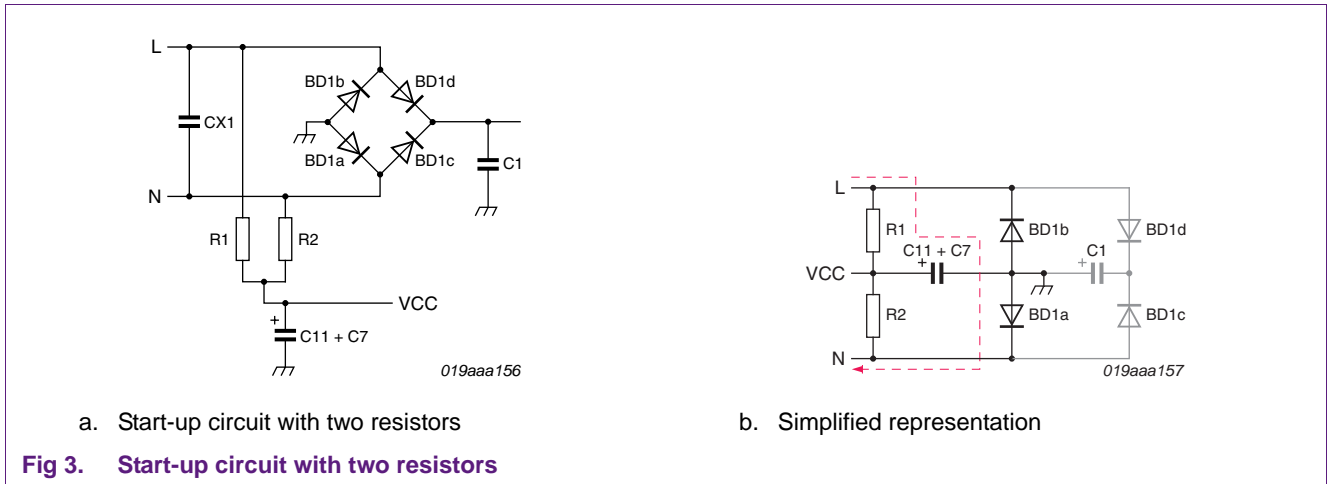 L
BD1b
BD1d
CX1
BD1a
BD1c
C1
N
R1
R2
VCC
+
C11 + C7
019aaa156
L
R1
BD1b
BD1d
C11 + C7
+
C1
+
VCC
R2
BD1a
BD1c
N
019aaa157
a. Start-up circuit with two resistors
b. Simplified representation
Fig 3. Start-up circuit with two resistors